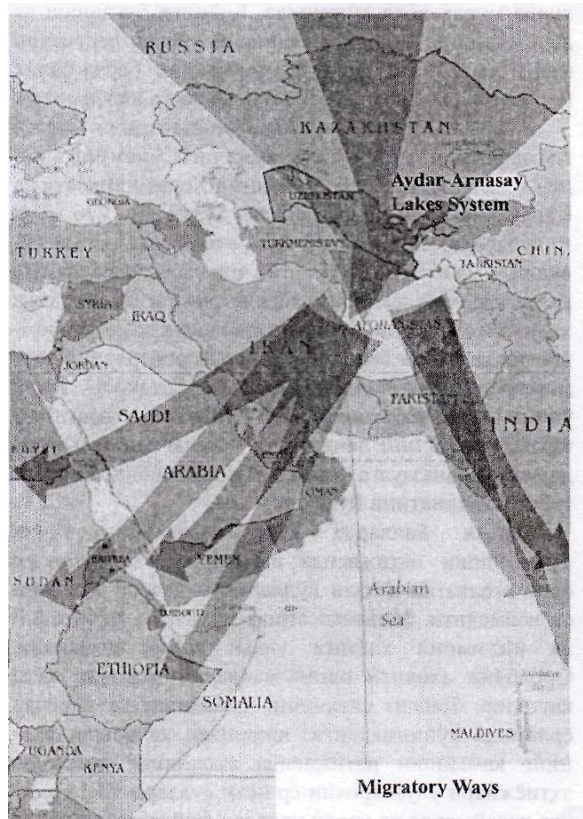 RUSSIA
KAZAKHSTAN
Aydar-Arnasay
Lakes System
UZBEKISTAN
GEORGIA
TURKMENISTAN
TURKEY
CHINA
TAJIKISTAN
SYRIA
IRAQ
AFGHANISTAN
IRAN
JORDAN
PAKISTAN
SAUDI
INDIA
EGYPT
ARABIA
OMAN
ERITREA
YEMEN
SUDAN
Arabian
Sea
DJIBOUTI
ETHIOPIA
SOMALIA
MALDIVES
UGANDA
KENYA
Migratory Ways